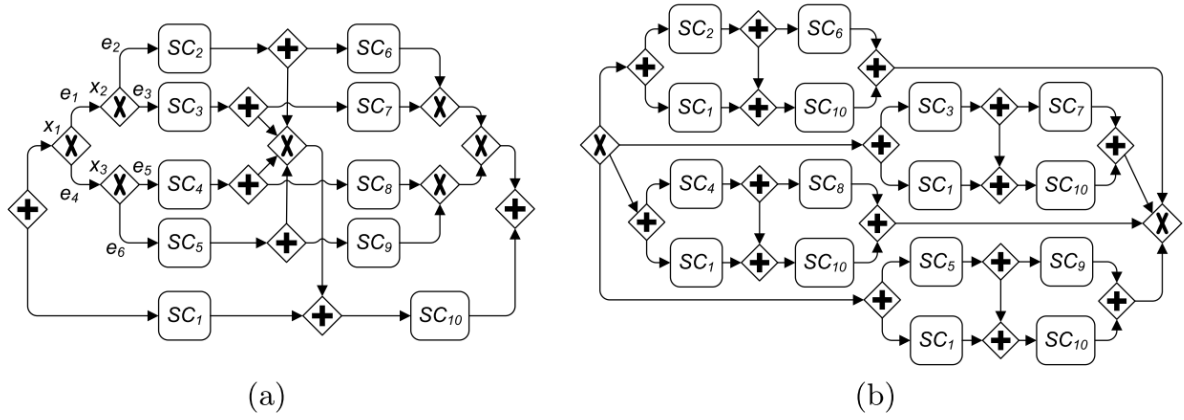 e2 SC2 SC6
e1 x2 e3 SC3 SC7
x1
x3 e5 SC4 SC8
e4
e6 SC5 SC9
SC1 SC10
(a)
SC2 SC6
SC1 SC10
SC3 SC7
SC1 SC10
SC4 SC8
SC1 SC10
SC5 SC9
SC1 SC10
(b)